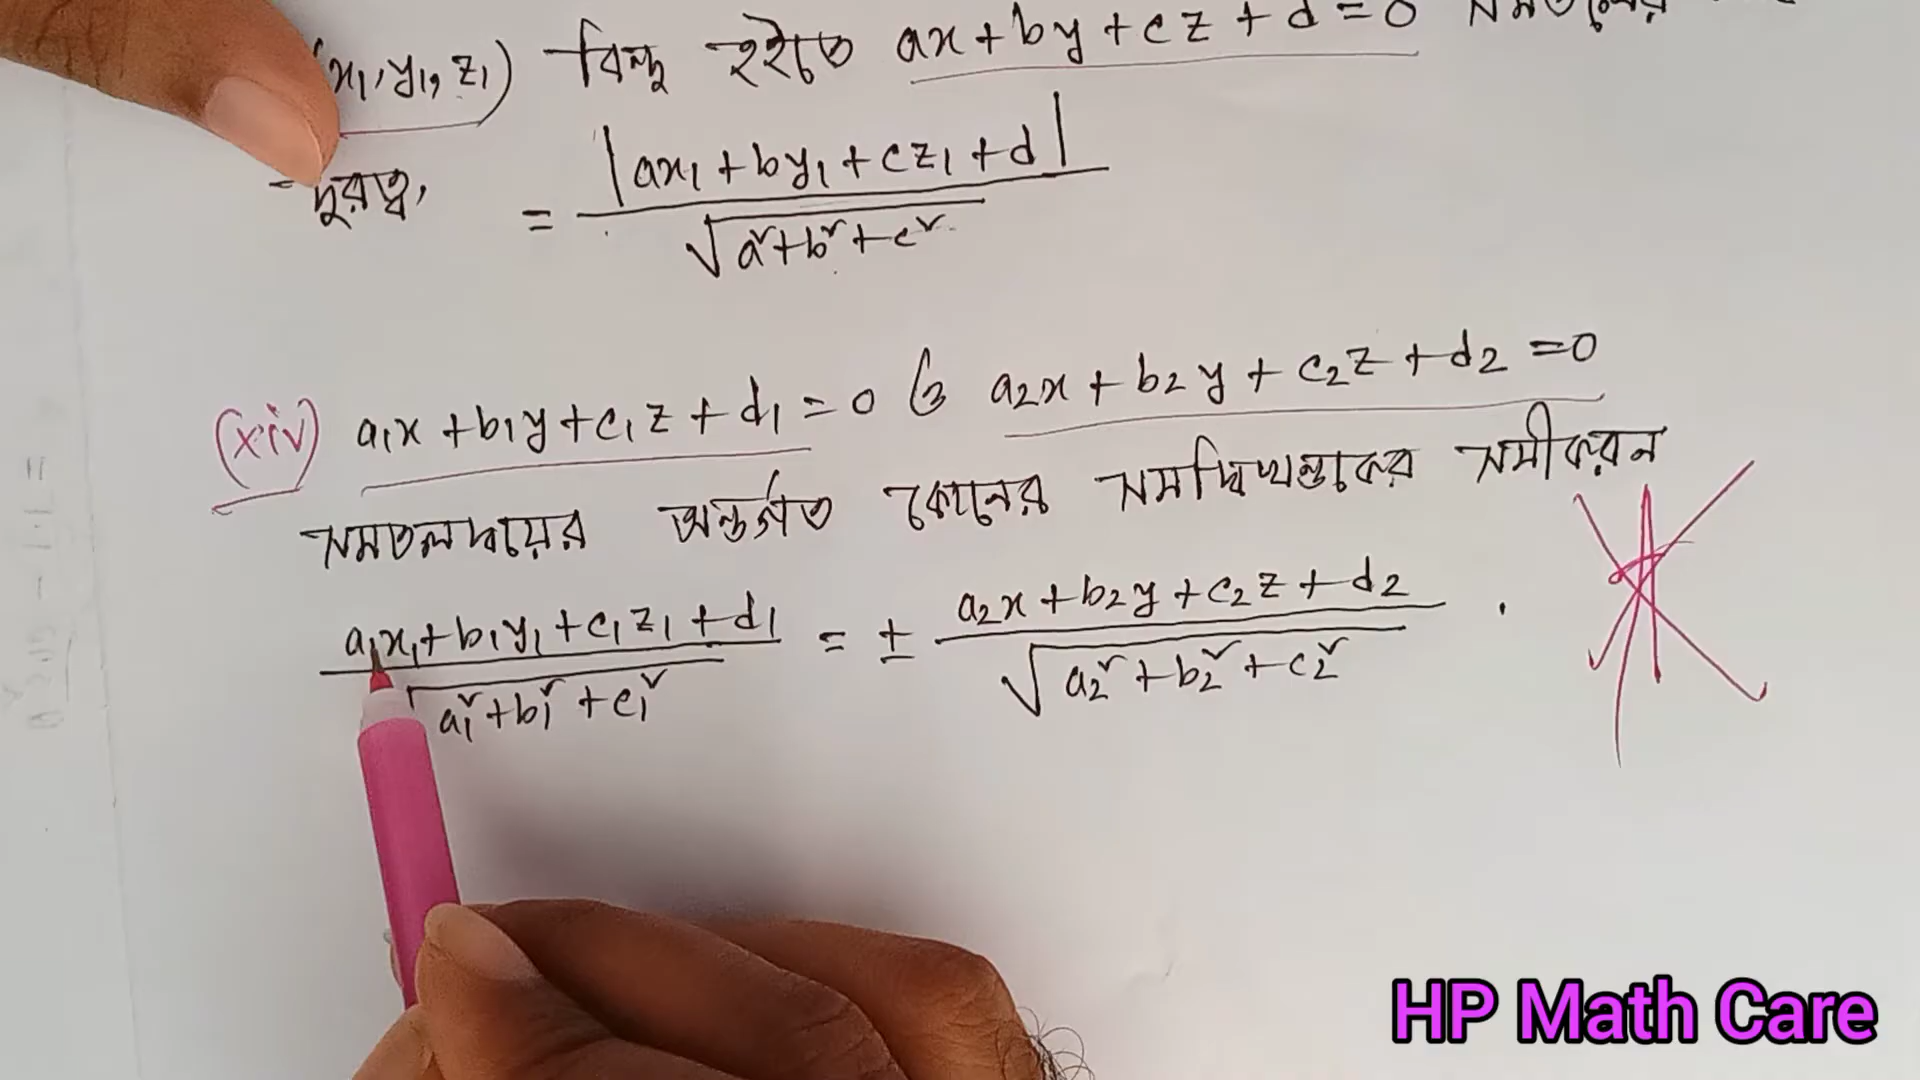 (x₁, y₁, z₁) বিন্দু হইতে ax + by + cz + d = 0
দূরত্ব, = |ax₁ + by₁ + cz₁ + d| / √(a² + b² + c²)
(xiv) a₁x + b₁y + c₁z + d₁ = 0 ও a₂x + b₂y + c₂z + d₂ = 0
সমতলদ্বয়ের অন্তর্গত কোনের সমদ্বিখন্ডকের সমীকরন
(a₁x₁ + b₁y₁ + c₁z₁ + d₁) / √(a₁² + b₁² + c₁²) = ± (a₂x + b₂y + c₂z + d₂) / √(a₂² + b₂² + c₂²) .
HP Math Care